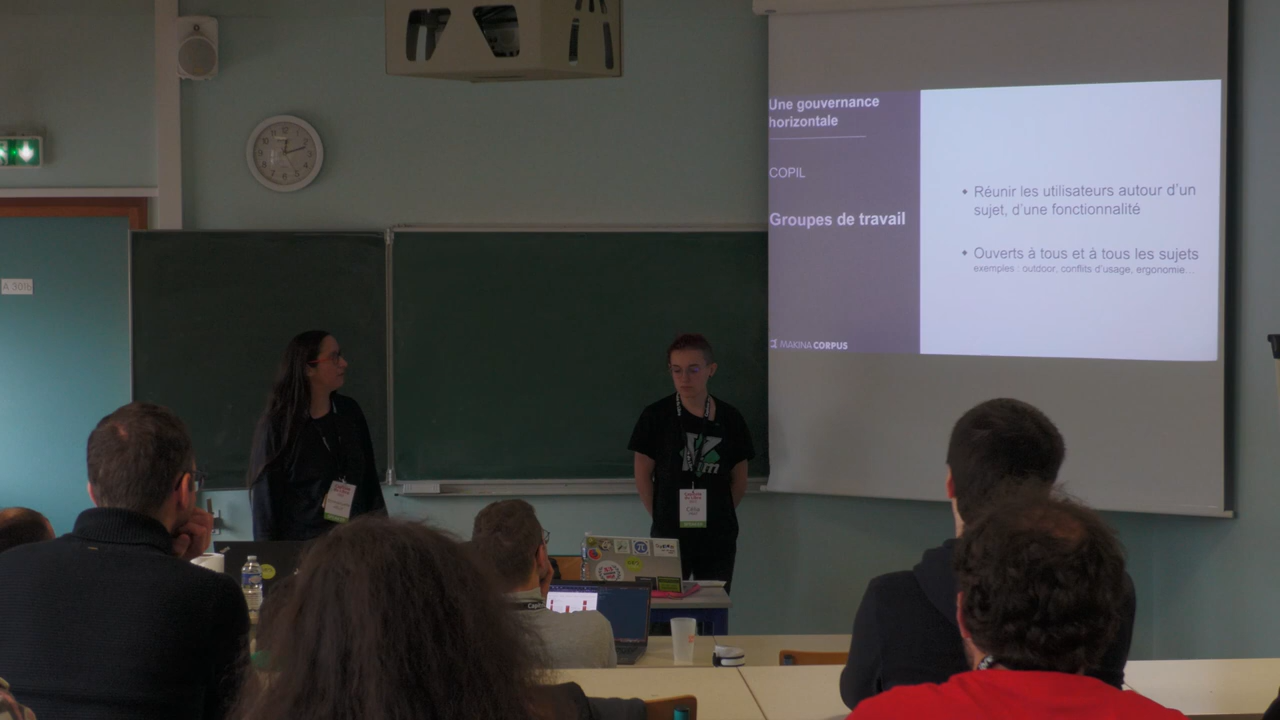 Une gouvernance
horizontale
COPIL
Groupes de travail
MAKINA CORPUS
• Réunir les utilisateurs autour d'un
sujet, d'une fonctionnalité
• Ouverts à tous et à tous les sujets
exemples : outdoor, conflits d'usage, ergonomie...
A 3016